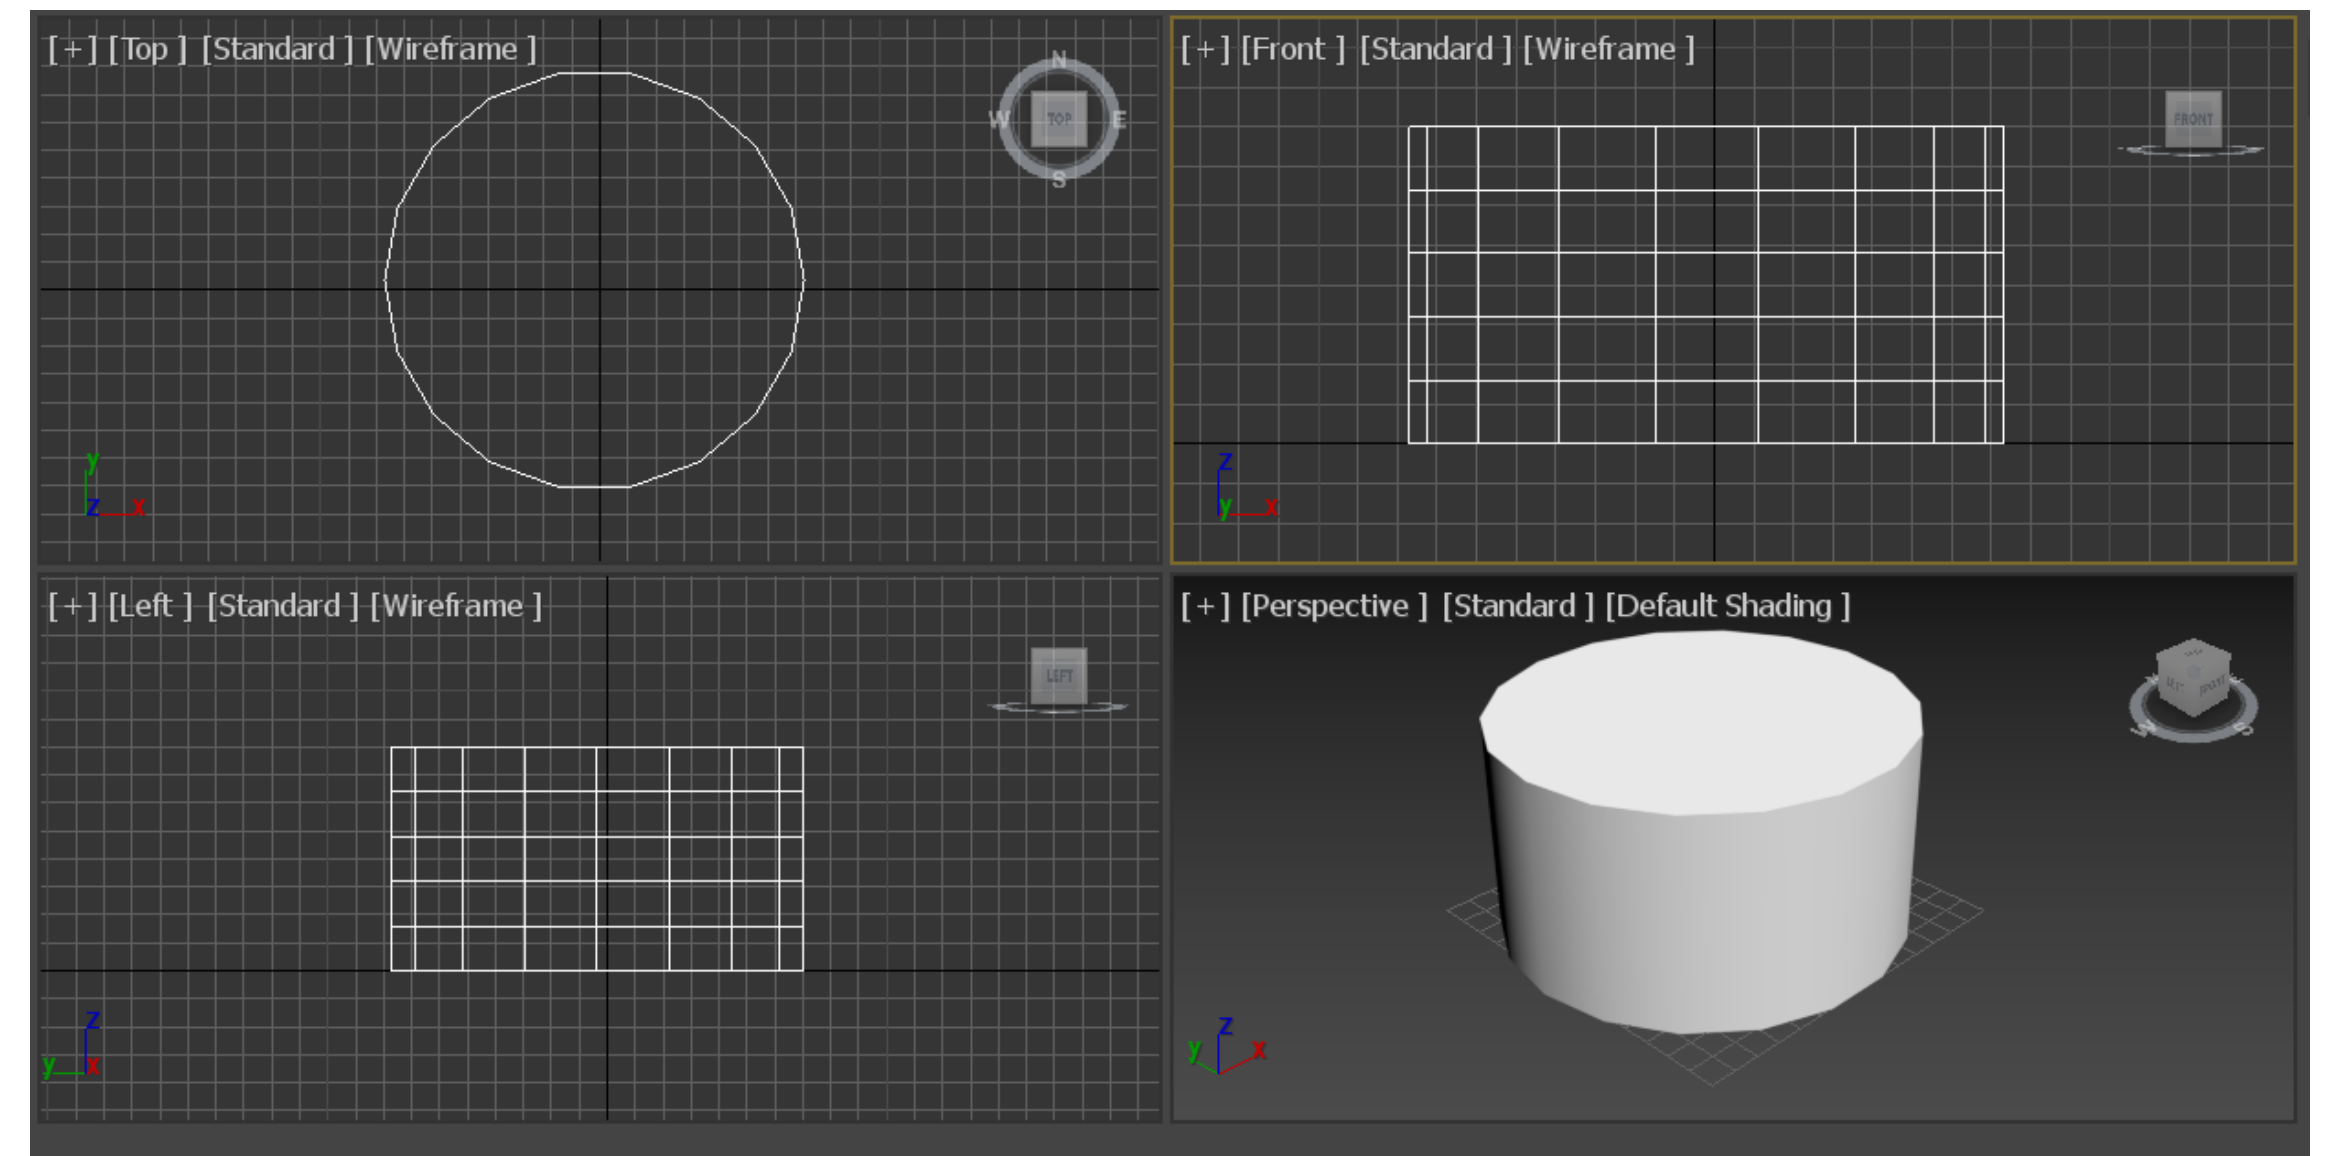 [+] [Top ] [Standard ] [Wireframe ]
N
W TOP E
S
y
z x
[+] [Front ] [Standard ] [Wireframe ]
FRONT
z
y x
[+] [Left ] [Standard ] [Wireframe ]
LEFT
z
y x
[+] [Perspective ] [Standard ] [Default Shading ]
z
y x